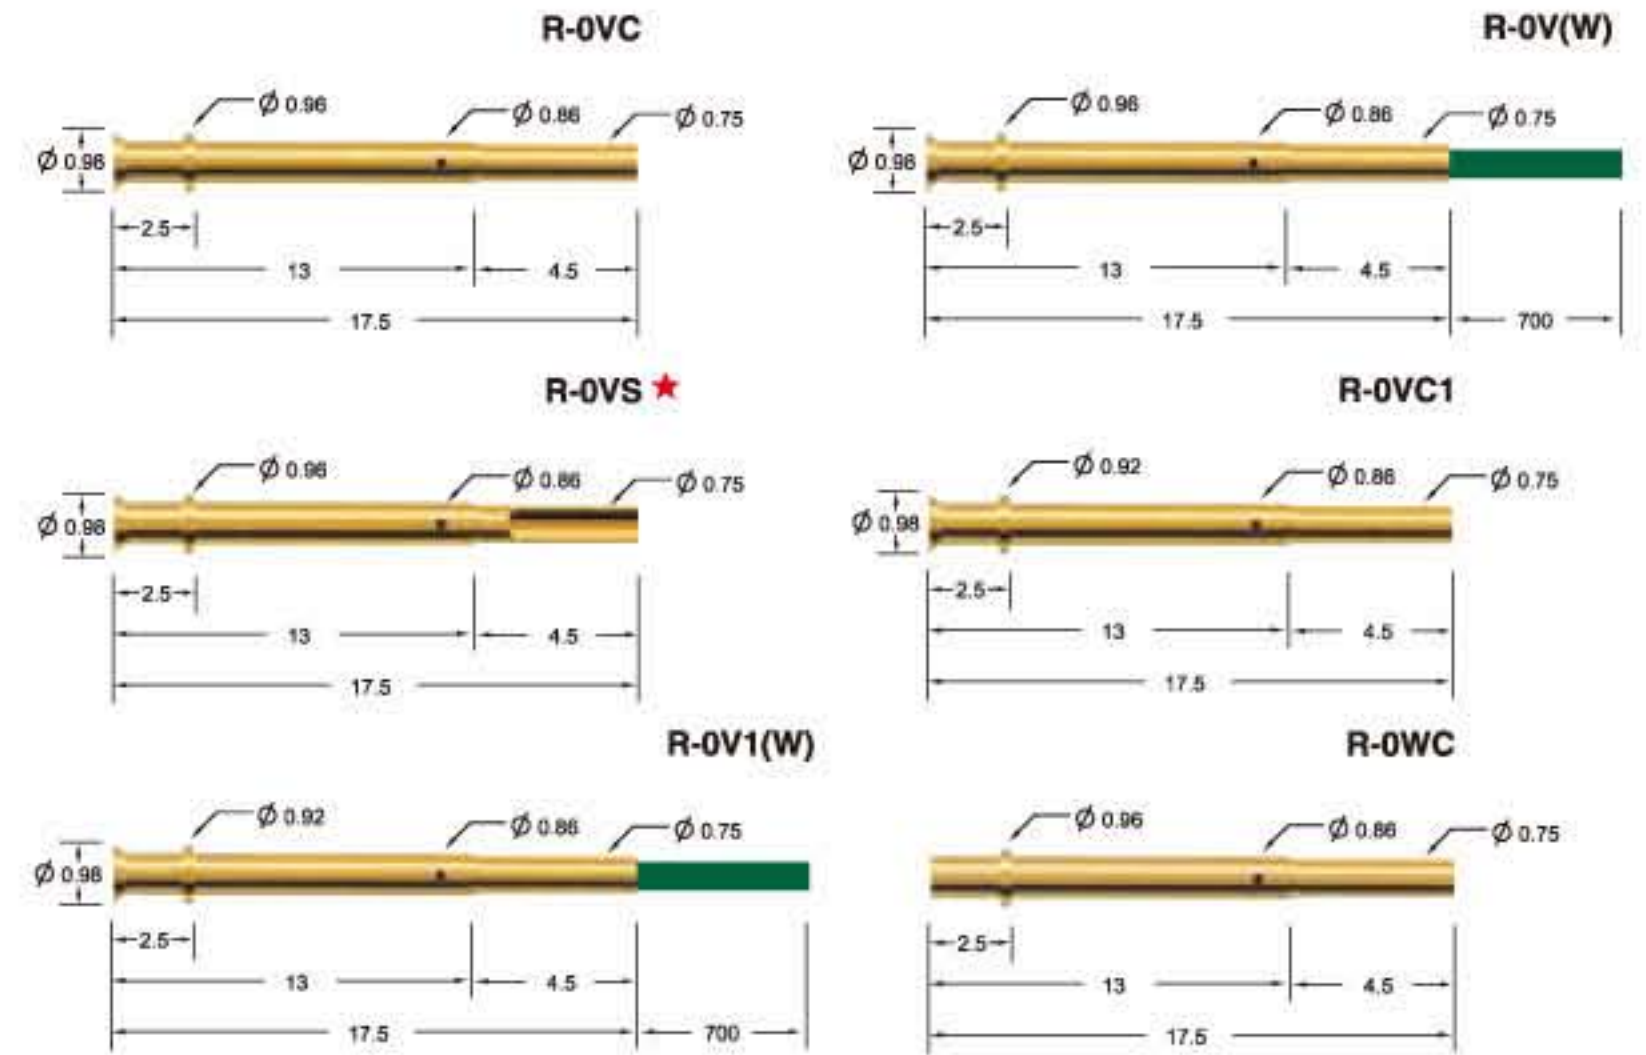 R-0VC
Ø 0.96
Ø 0.86
Ø 0.75
Ø 0.98
2.5
13
4.5
17.5
R-0V(W)
Ø 0.96
Ø 0.86
Ø 0.75
Ø 0.98
2.5
13
4.5
17.5
700
R-0VS
Ø 0.96
Ø 0.86
Ø 0.75
Ø 0.98
2.5
13
4.5
17.5
R-0VC1
Ø 0.92
Ø 0.86
Ø 0.75
Ø 0.98
2.5
13
4.5
17.5
R-0V1(W)
Ø 0.92
Ø 0.86
Ø 0.75
Ø 0.98
2.5
13
4.5
17.5
700
R-0WC
Ø 0.96
Ø 0.86
Ø 0.75
2.5
13
4.5
17.5